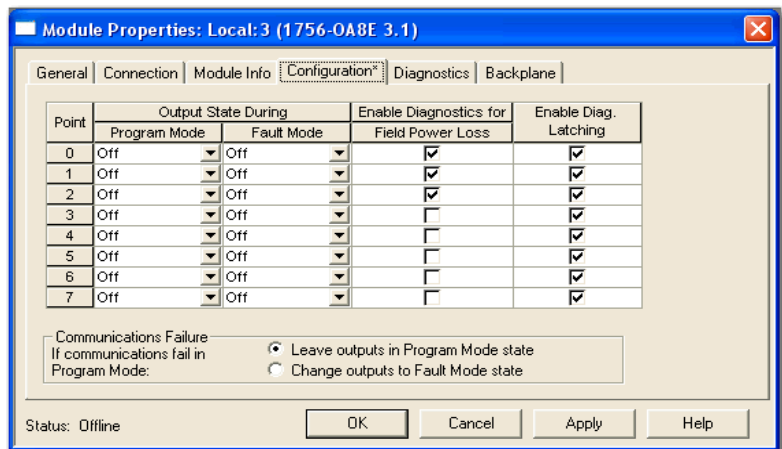 Module Properties: Local:3 (1756-OA8E 3.1)
General Connection Module Info Configuration* Diagnostics Backplane
Point Output State During Enable Diagnostics for Enable Diag. Latching
Program Mode Fault Mode Field Power Loss
0 Off Off
1 Off Off
2 Off Off
3 Off Off
4 Off Off
5 Off Off
6 Off Off
7 Off Off
Communications Failure
If communications fail in
Program Mode:
Leave outputs in Program Mode state
Change outputs to Fault Mode state
Status: Offline OK Cancel Apply Help